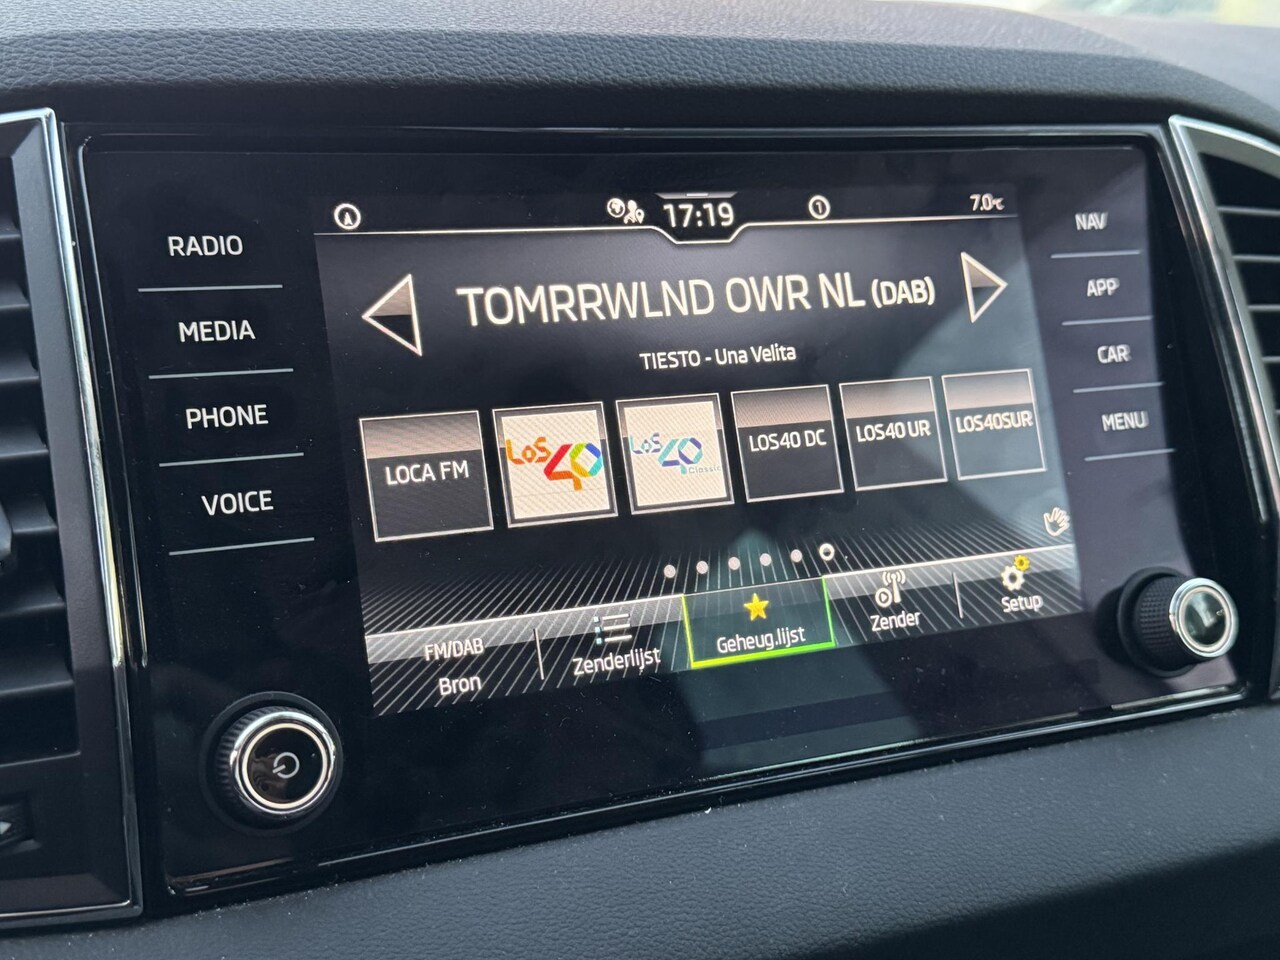 17:19
1
7.0°C
RADIO
MEDIA
PHONE
VOICE
TOMRRWLND OWR NL (DAB)
TIESTO - Una Velita
LOCA FM
LoS 40
LoS 40 Classic
LOS40 DC
LOS40 UR
LOS40SUR
FM/DAB
Bron
Zenderlijst
Geheug.lijst
Zender
Setup
NAV
APP
CAR
MENU